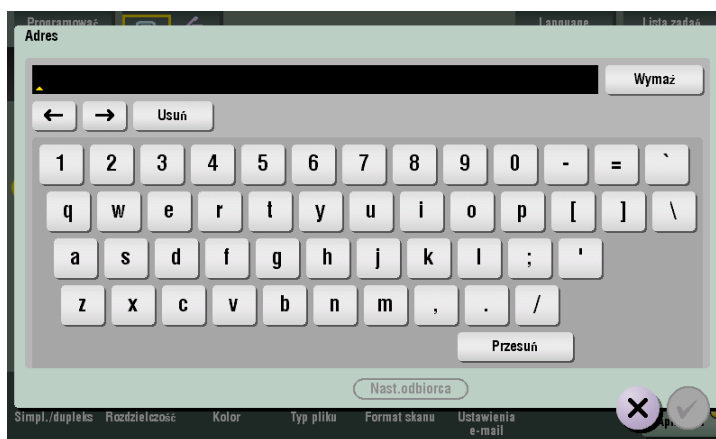 Programować Language Lista zadań
Adres
Wymaż
← → Usuń
1 2 3 4 5 6 7 8 9 0 - = `
q w e r t y u i o p [ ] \
a s d f g h j k l ; '
z x c v b n m , . /
Przesuń
Nast.odbiorca
Simpl./dupleks Rozdzielczość Kolor Typ pliku Format skanu Ustawienia
e-mail